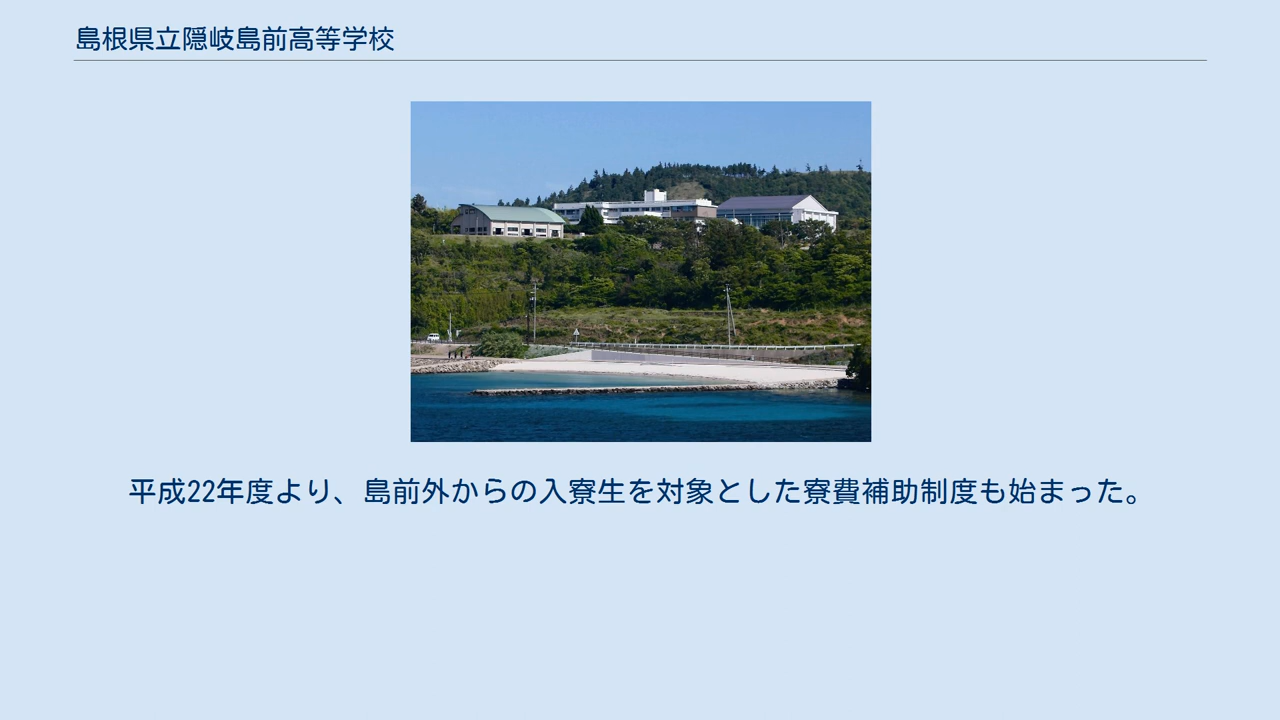 島根県立隠岐島前高等学校
平成22年度より、島前外からの入寮生を対象とした寮費補助制度も始まった。